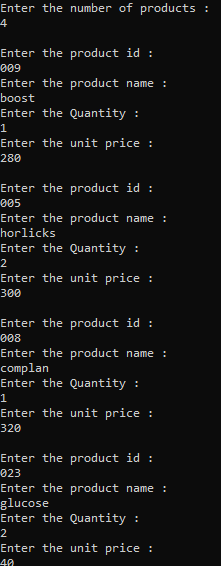 Enter the number of products :
4
Enter the product id :
009
Enter the product name :
boost
Enter the Quantity :
1
Enter the unit price :
280
Enter the product id :
005
Enter the product name :
horlicks
Enter the Quantity :
2
Enter the unit price :
300
Enter the product id :
008
Enter the product name :
complan
Enter the Quantity :
1
Enter the unit price :
320
Enter the product id :
023
Enter the product name :
glucose
Enter the Quantity :
2
Enter the unit price :
40